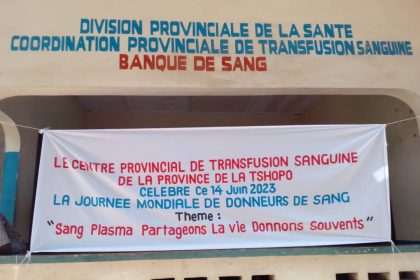 DIVISION PROVINCIALE DE LA SANTE
COORDINATION PROVINCIALE DE TRANSFUSION SANGUINE
BANQUE DE SANG
LE CENTRE PROVINCIAL DE TRANSFUSION SANGUINE
DE LA PROVINCE DE LA TSHOPO
CELEBRE Ce 14 Juin 2023
LA JOURNEE MONDIALE DE DONNEURS DE SANG
Theme :
"Sang Plasma Partageons La vie Donnons Souvents"